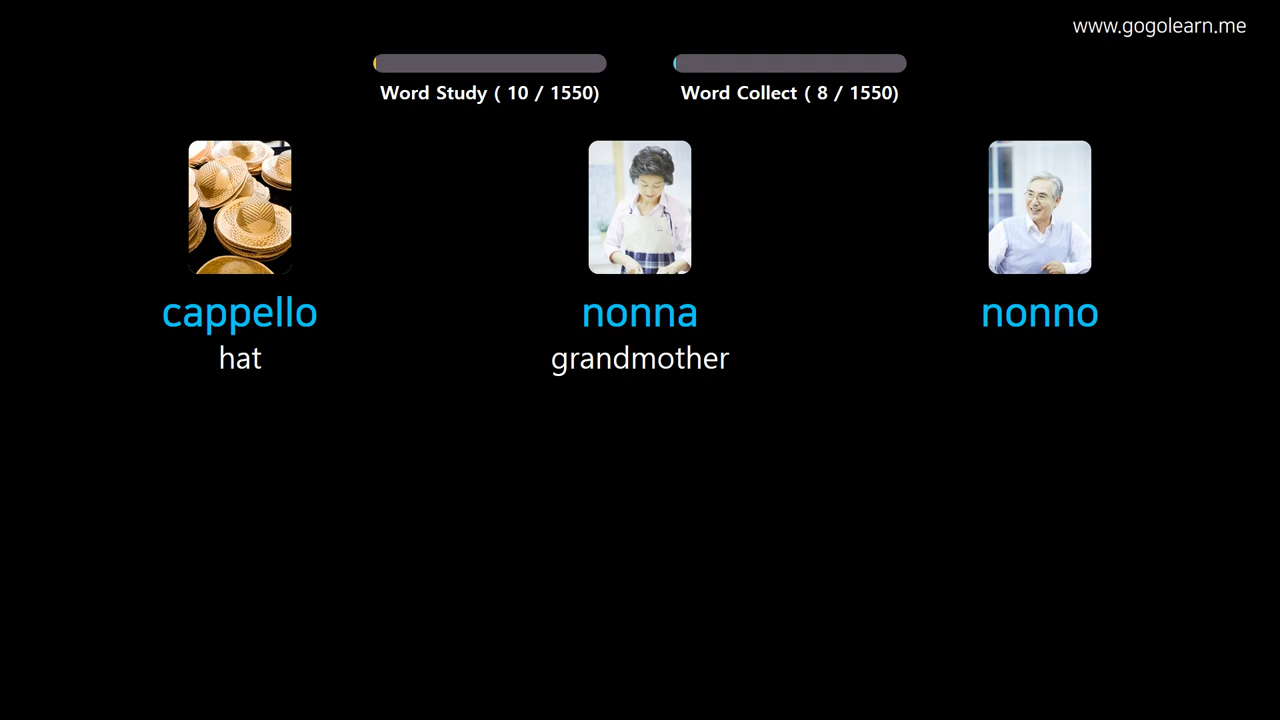 www.gogolearn.me
Word Study ( 10 / 1550)
Word Collect ( 8 / 1550)
cappello
hat
nonna
grandmother
nonno